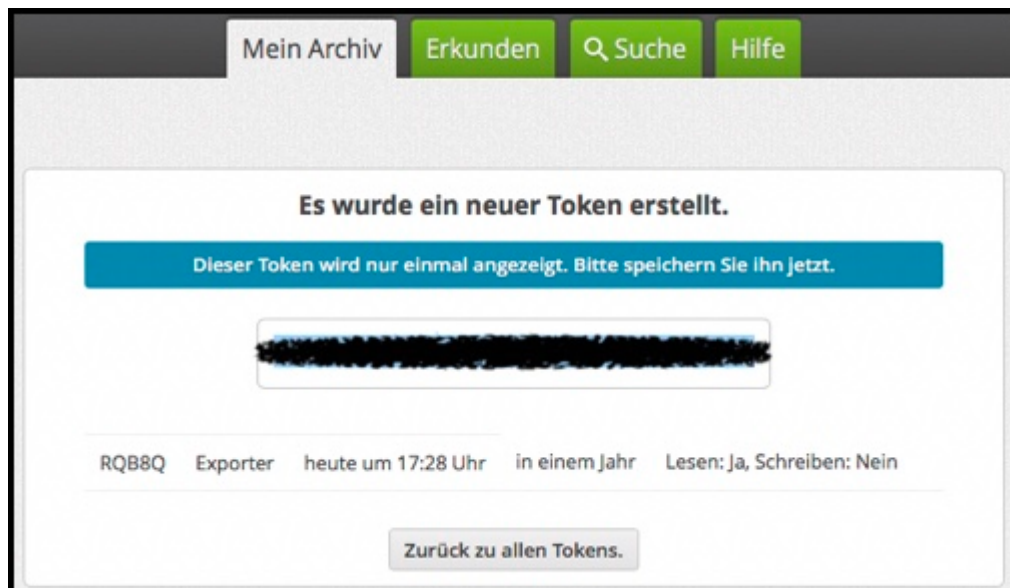 Mein Archiv Erkunden Suche Hilfe
Es wurde ein neuer Token erstellt.
Dieser Token wird nur einmal angezeigt. Bitte speichern Sie ihn jetzt.
RQB8Q Exporter heute um 17:28 Uhr in einem Jahr Lesen: Ja, Schreiben: Nein
Zurück zu allen Tokens.